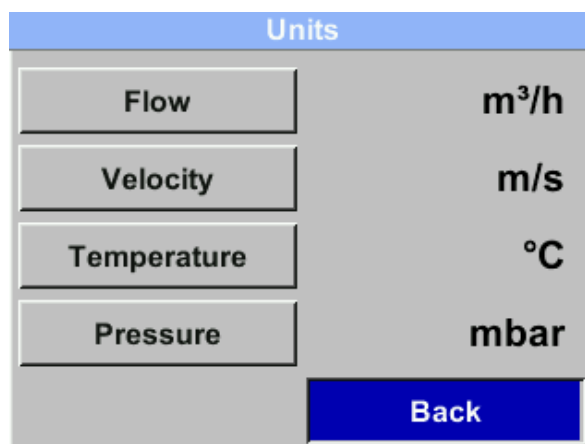 Units
Flow m³/h
Velocity m/s
Temperature °C
Pressure mbar
Back